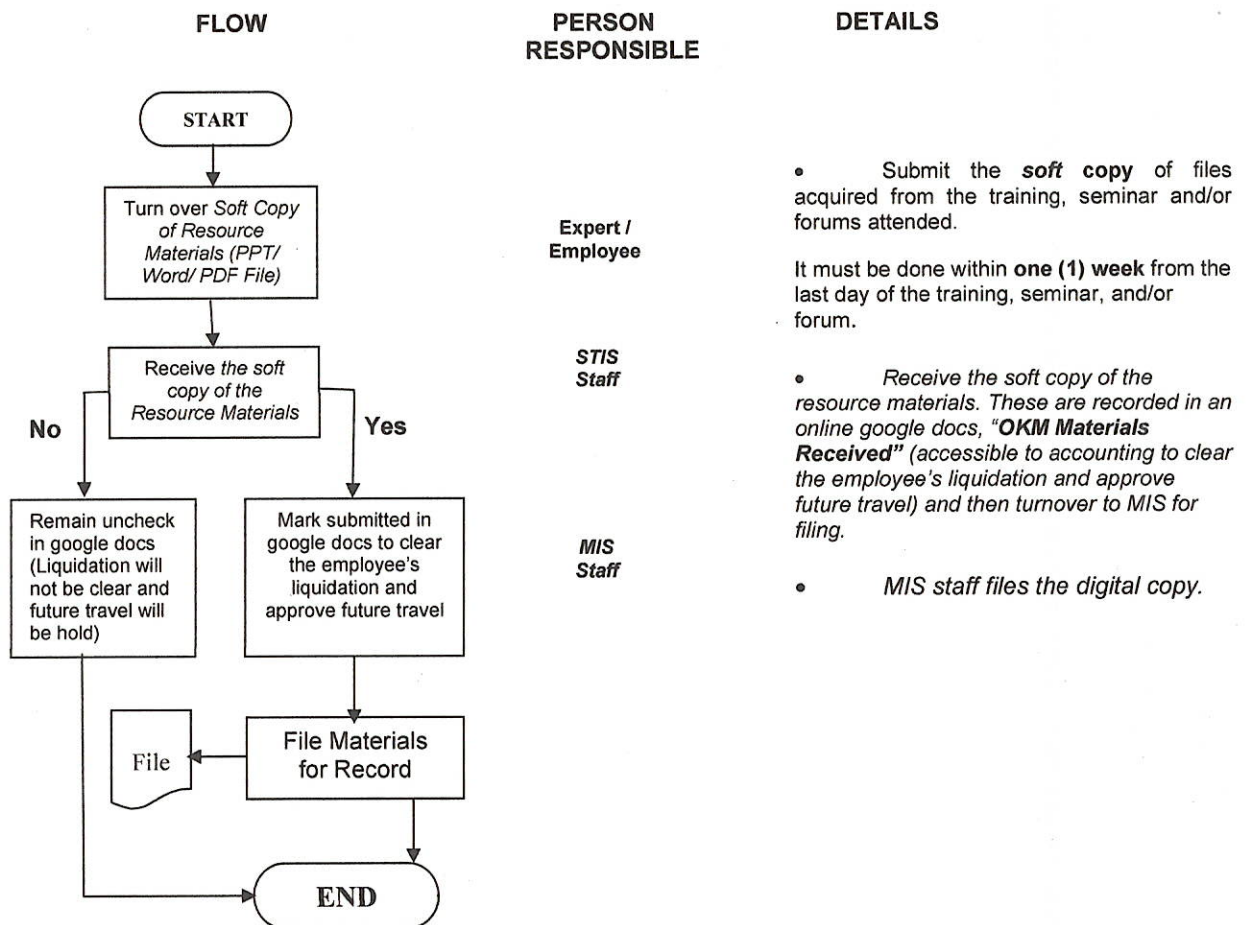 FLOW
PERSON
RESPONSIBLE
DETAILS
START
Turn over Soft Copy
of Resource
Materials (PPT/
Word/ PDF File)
Expert /
Employee
• Submit the soft copy of files
acquired from the training, seminar and/or
forums attended.
It must be done within one (1) week from the
last day of the training, seminar, and/or
forum.
Receive the soft
copy of the
Resource Materials
STIS
Staff
• Receive the soft copy of the
resource materials. These are recorded in an
online google docs, "OKM Materials
Received" (accessible to accounting to clear
the employee's liquidation and approve
future travel) and then turnover to MIS for
filing.
No
Yes
Remain uncheck
in google docs
(Liquidation will
not be clear and
future travel will
be hold)
Mark submitted in
google docs to clear
the employee's
liquidation and
approve future travel
MIS
Staff
• MIS staff files the digital copy.
File
File Materials
for Record
END